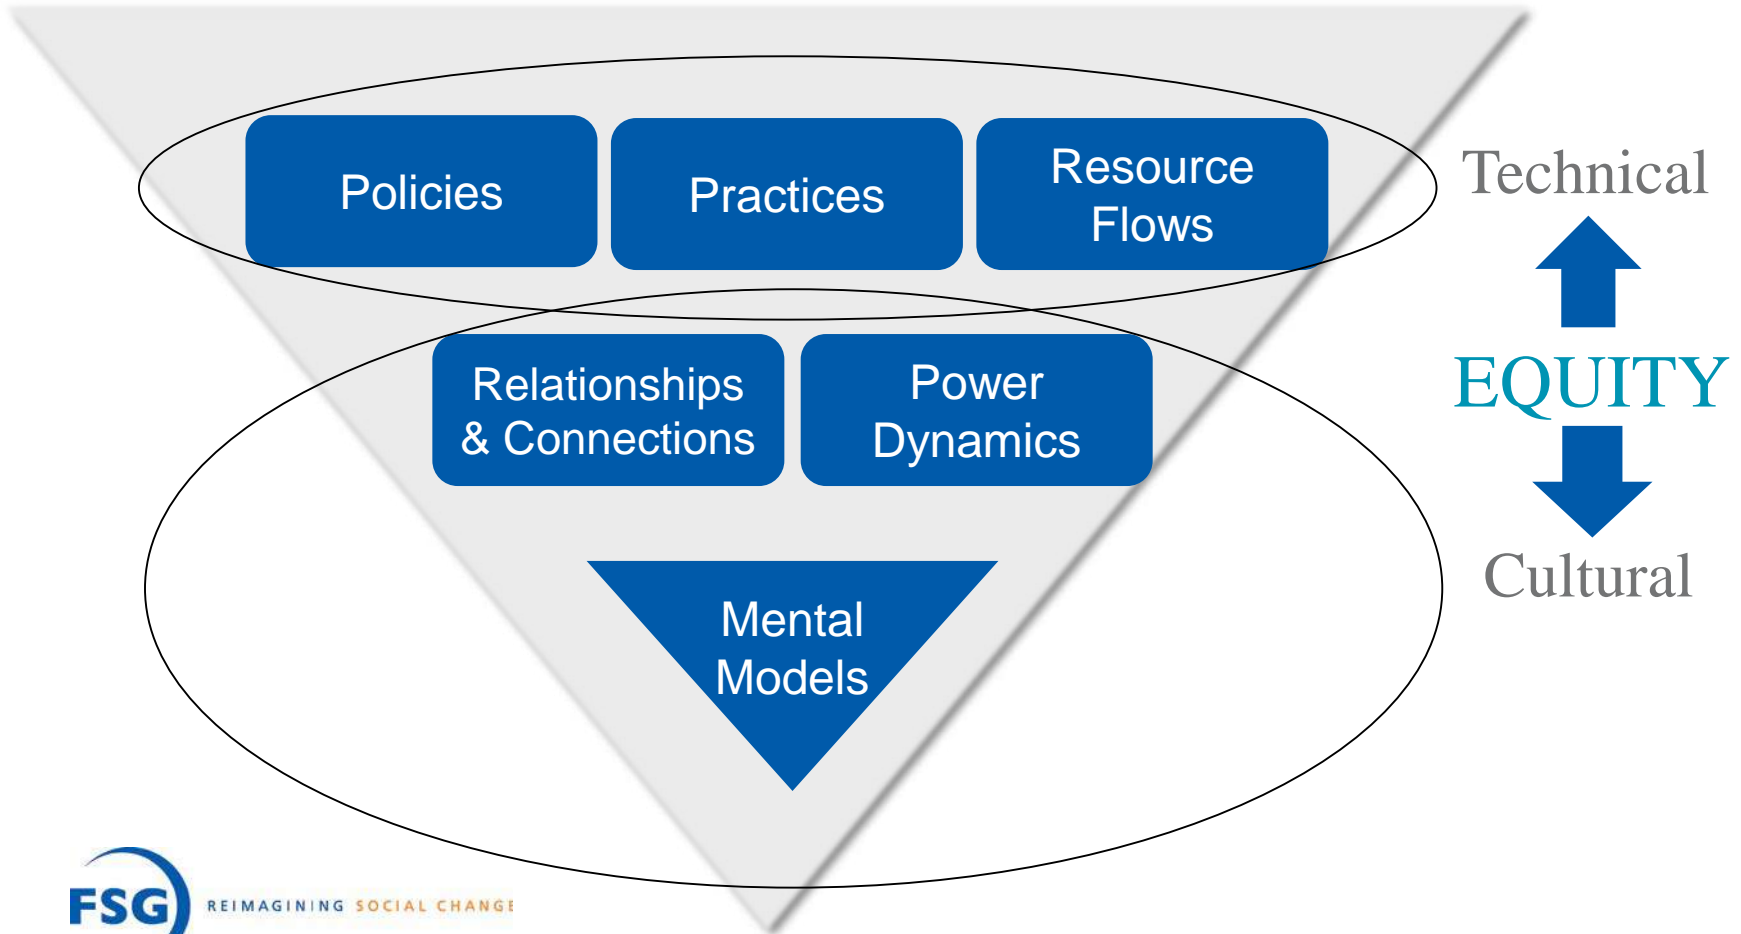 Policies
Practices
Resource
Flows
Technical
Relationships
& Connections
Power
Dynamics
EQUITY
Mental
Models
Cultural
FSG
REIMAGINING SOCIAL CHANGE